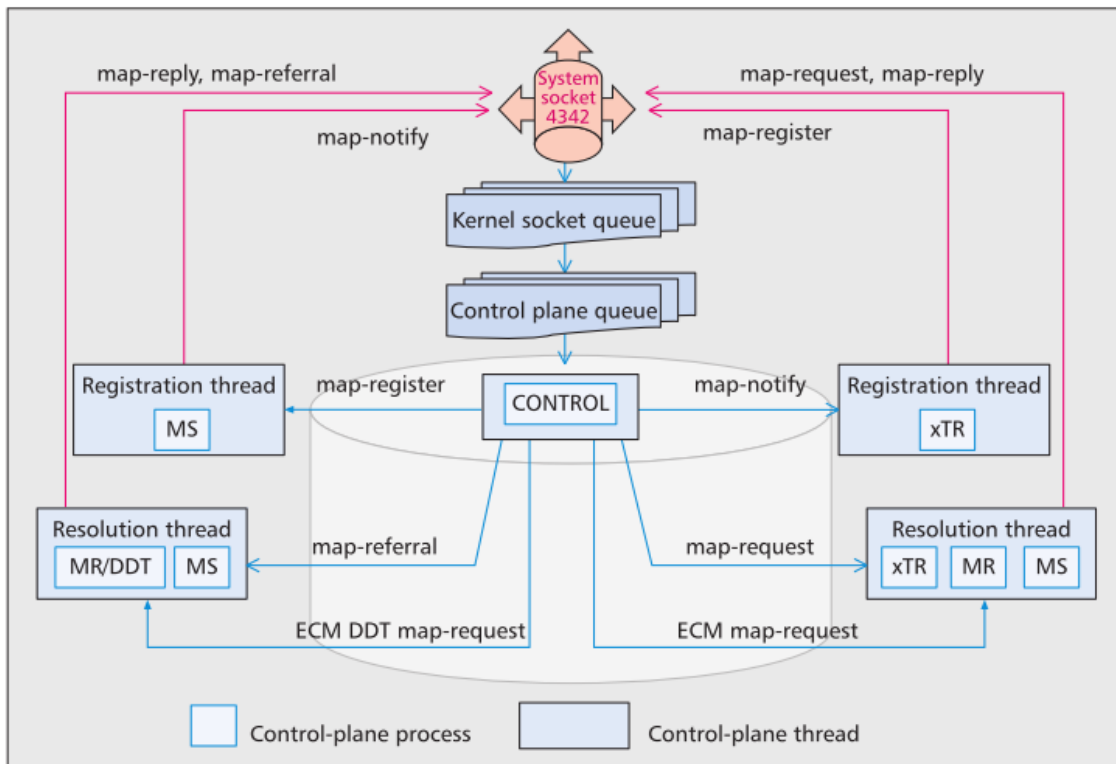 map-reply, map-referral
System
socket
4342
map-request, map-reply
map-notify
map-register
Kernel socket queue
Control plane queue
Registration thread
MS
map-register
CONTROL
map-notify
Registration thread
xTR
Resolution thread
MR/DDT MS
map-referral
map-request
Resolution thread
xTR MR MS
ECM DDT map-request
ECM map-request
Control-plane process
Control-plane thread